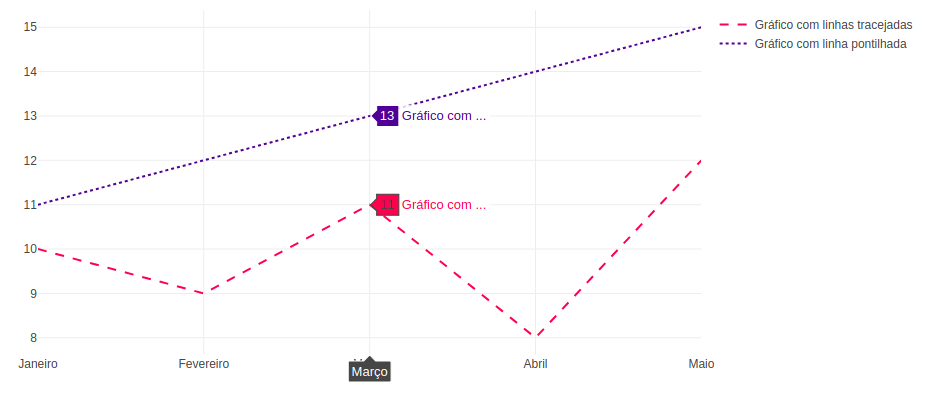 15
14
13
12
11
10
9
8
Janeiro
Fevereiro
Março
Abril
Maio
13 Gráfico com ...
11 Gráfico com ...
Gráfico com linhas tracejadas
Gráfico com linha pontilhada